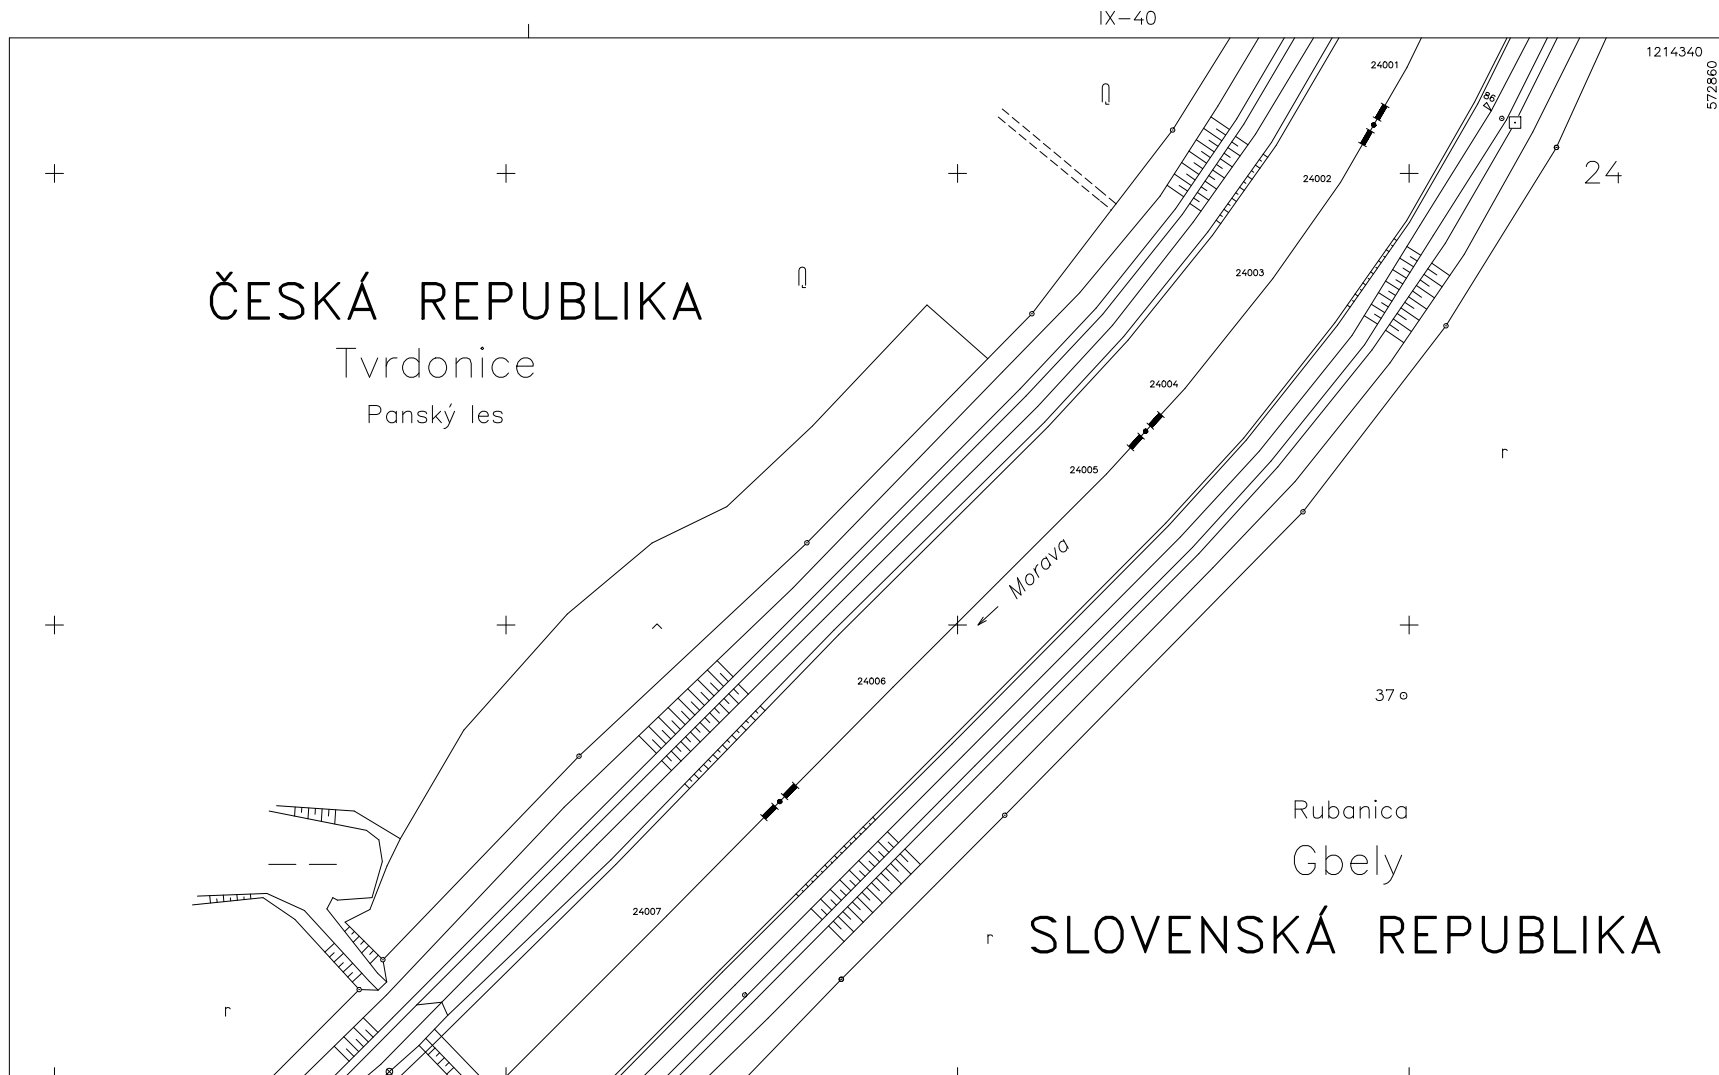 IX-40
1214340
572860
24001
86
24
24002
24003
ČESKÁ REPUBLIKA
Tvrdonice
Panský les
24004
24005
r
Morava
24006
37
Rubanica
Gbely
SLOVENSKÁ REPUBLIKA
24007
r
r